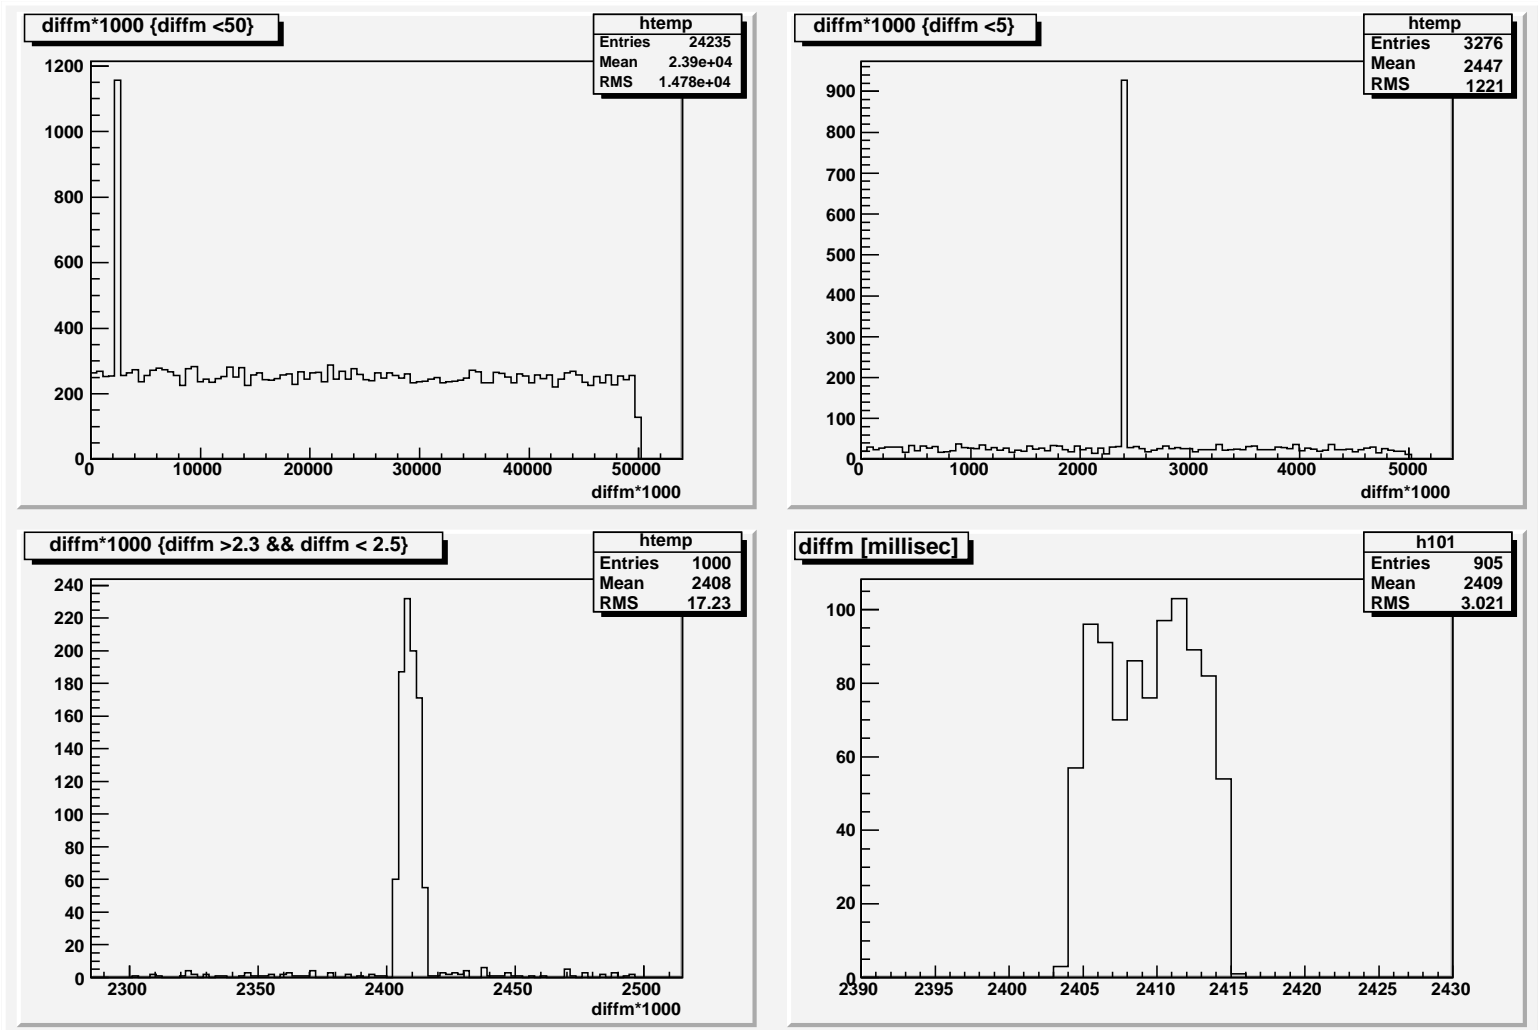 diffm*1000 {diffm <50}
htemp
Entries 24235
Mean 2.39e+04
RMS 1.478e+04
1200
1000
800
600
400
200
0
0 10000 20000 30000 40000 50000
diffm*1000
diffm*1000 {diffm <5}
htemp
Entries 3276
Mean 2447
RMS 1221
900
800
700
600
500
400
300
200
100
0
0 1000 2000 3000 4000 5000
diffm*1000
diffm*1000 {diffm >2.3 && diffm < 2.5}
htemp
Entries 1000
Mean 2408
RMS 17.23
240
220
200
180
160
140
120
100
80
60
40
20
0
2300 2350 2400 2450 2500
diffm*1000
diffm [millisec]
h101
Entries 905
Mean 2409
RMS 3.021
100
80
60
40
20
0
2390 2395 2400 2405 2410 2415 2420 2425 2430